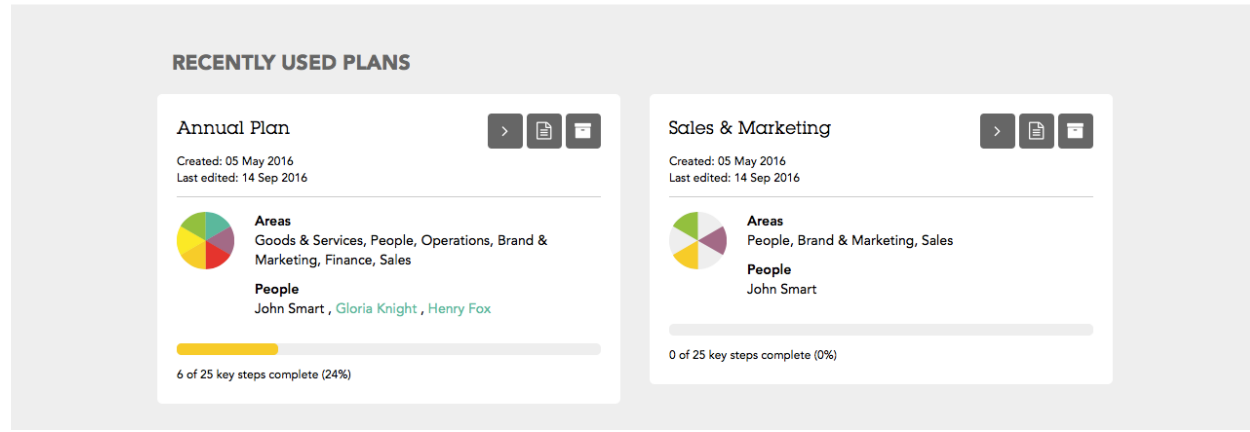 RECENTLY USED PLANS
Annual Plan
Created: 05 May 2016
Last edited: 14 Sep 2016
Areas
Goods & Services, People, Operations, Brand &
Marketing, Finance, Sales
People
John Smart , Gloria Knight , Henry Fox
6 of 25 key steps complete (24%)
Sales & Marketing
Created: 05 May 2016
Last edited: 14 Sep 2016
Areas
People, Brand & Marketing, Sales
People
John Smart
0 of 25 key steps complete (0%)